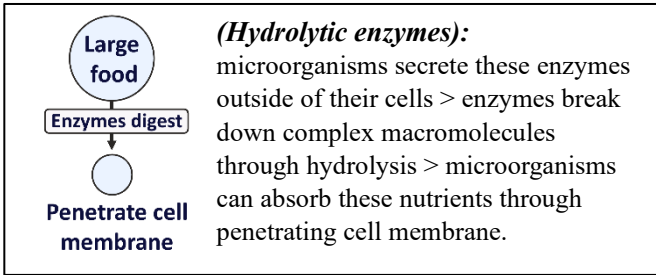 Large
food
Enzymes digest
Penetrate cell
membrane
(Hydrolytic enzymes):
microorganisms secrete these enzymes
outside of their cells > enzymes break
down complex macromolecules
through hydrolysis > microorganisms
can absorb these nutrients through
penetrating cell membrane.